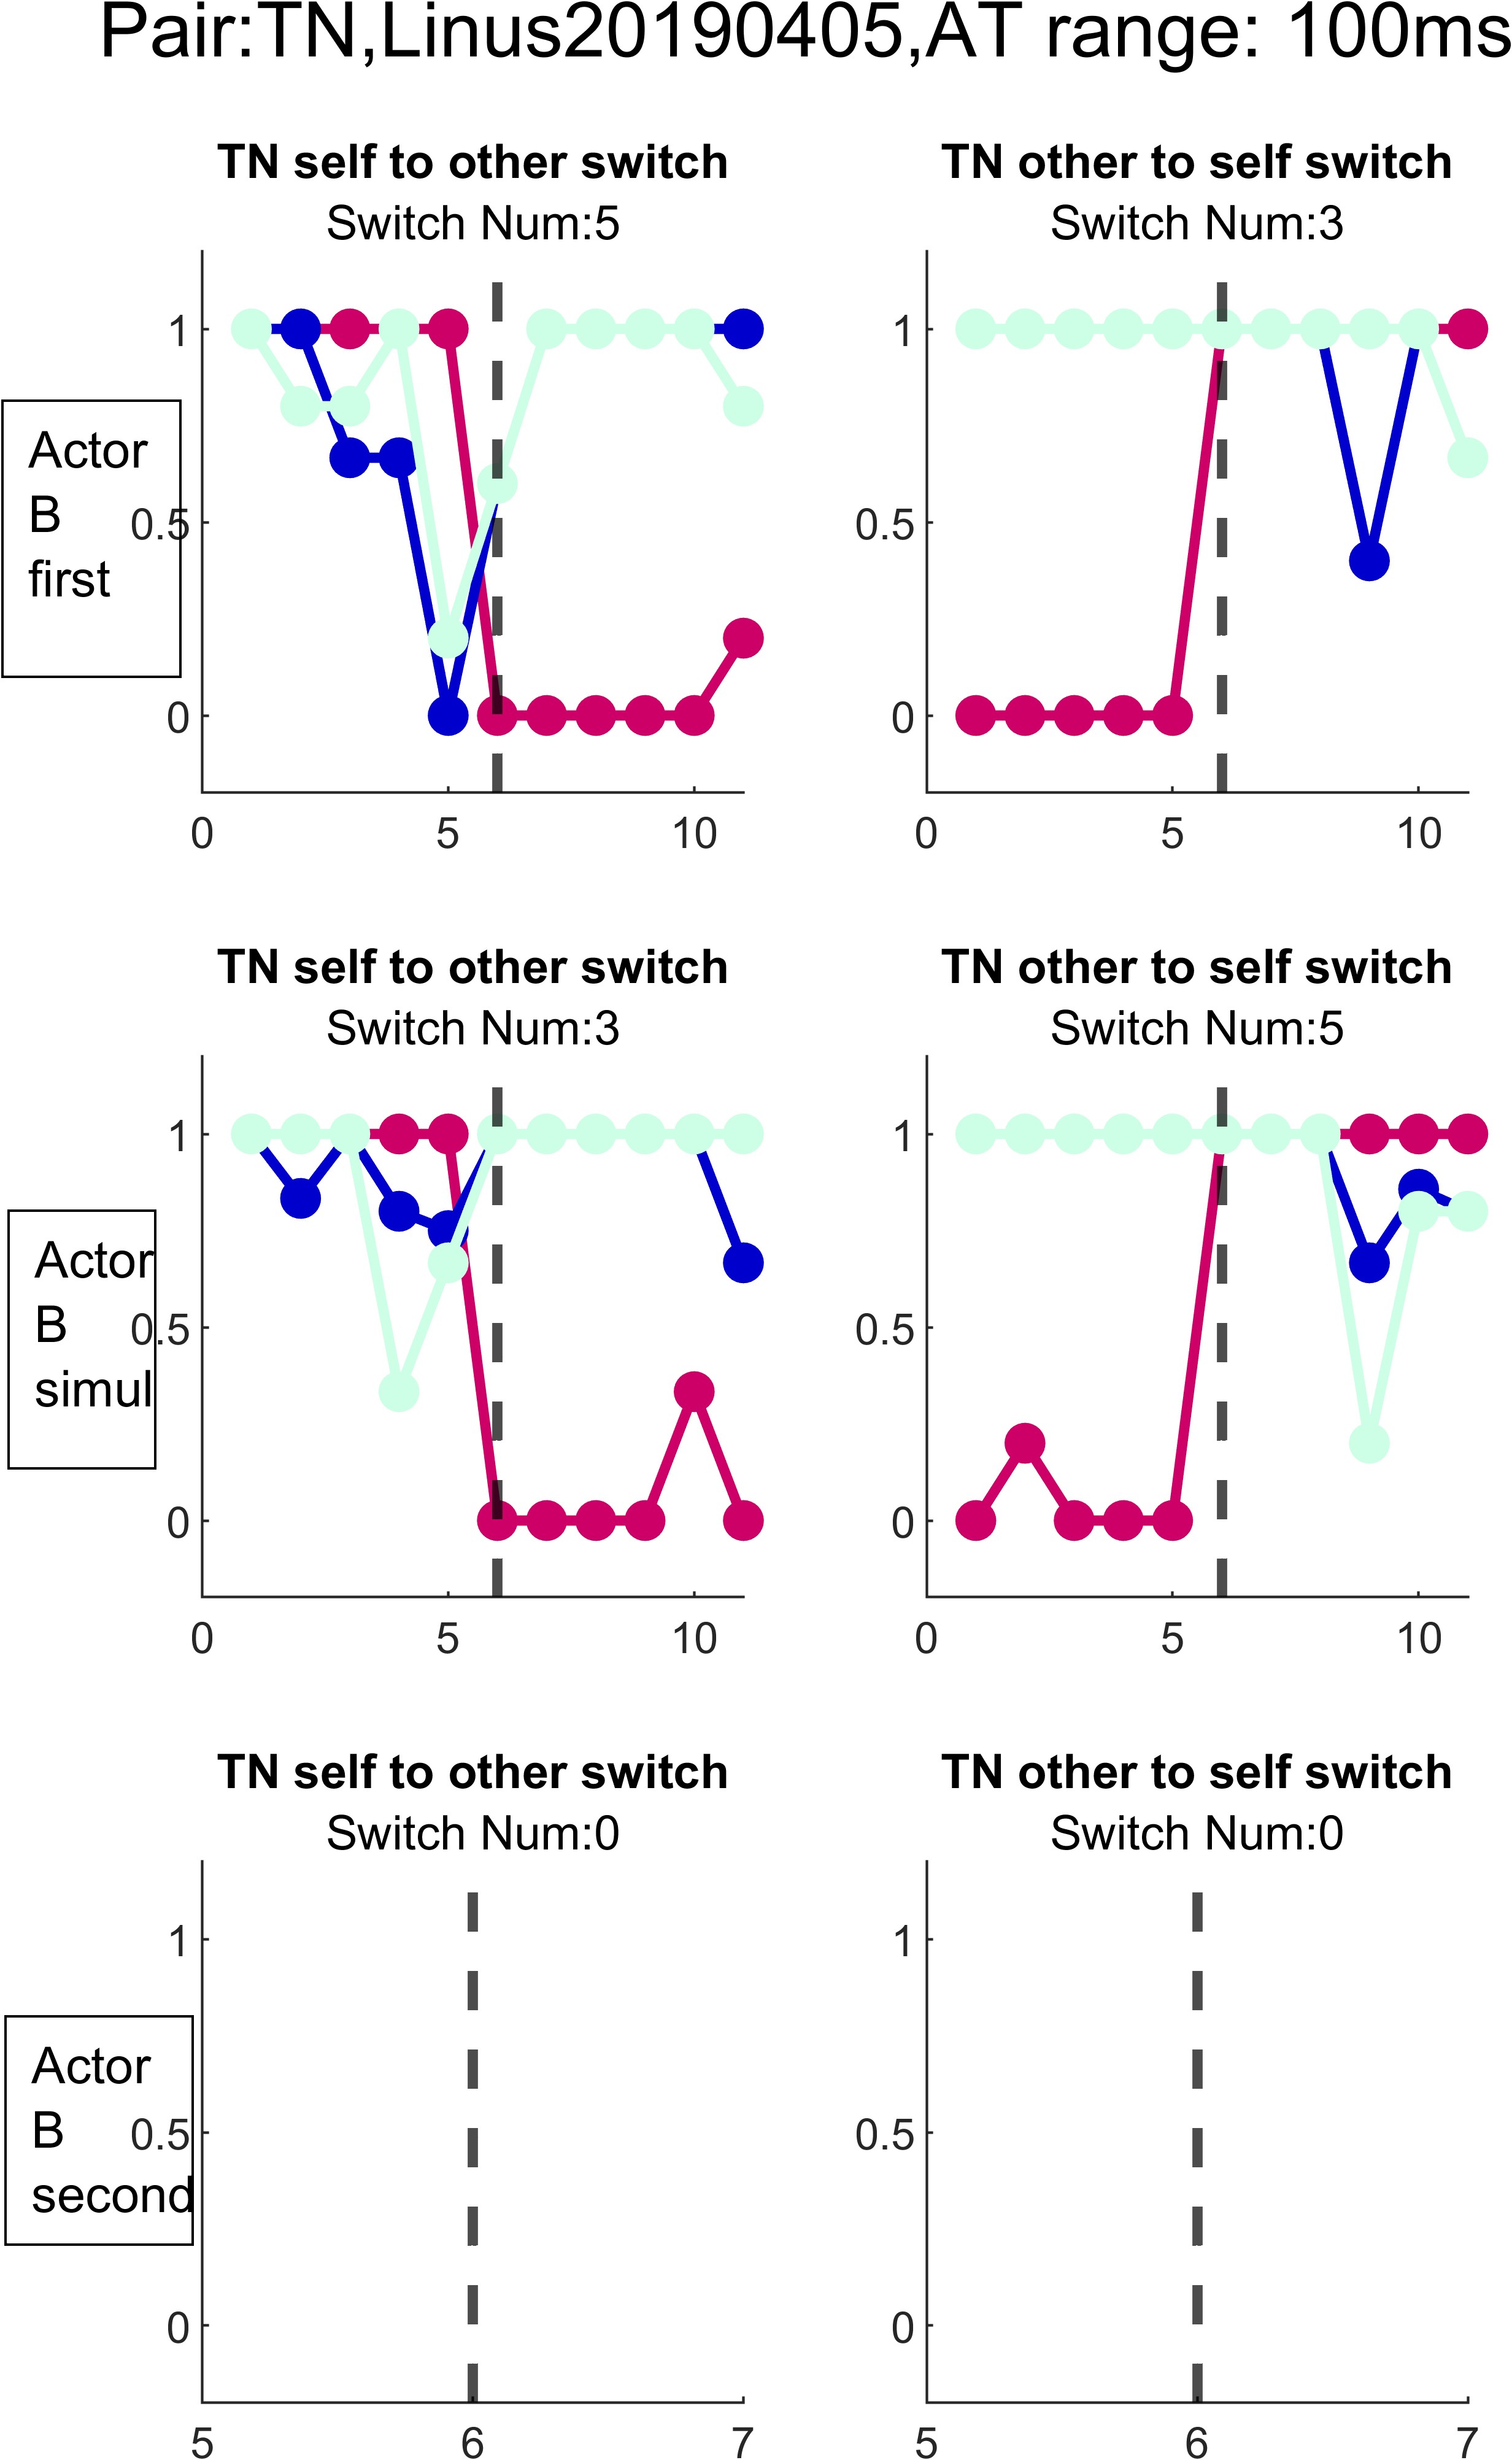 Pair:TN,Linus20190405,AT range: 100ms
TN self to other switch
Switch Num:5
TN other to self switch
Switch Num:3
Actor
B
first
1
0.5
0
0
5
10
1
0.5
0
0
5
10
TN self to other switch
Switch Num:3
TN other to self switch
Switch Num:5
Actor
B
simul
1
0.5
0
0
5
10
1
0.5
0
0
5
10
TN self to other switch
Switch Num:0
TN other to self switch
Switch Num:0
Actor
B
second
1
0.5
0
5
6
7
1
0.5
0
5
6
7